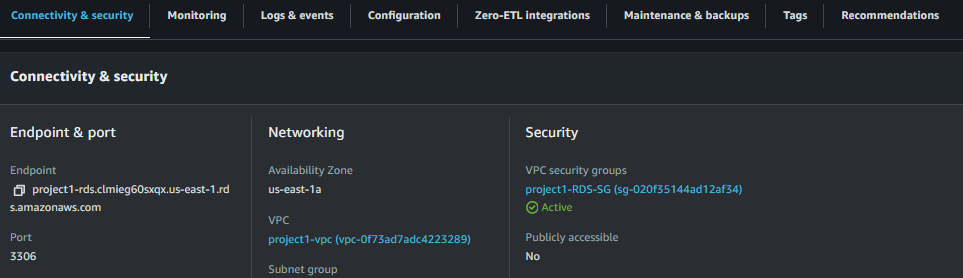 Connectivity & security
Monitoring
Logs & events
Configuration
Zero-ETL integrations
Maintenance & backups
Tags
Recommendations
Connectivity & security
Endpoint & port
Endpoint
project1-rds.clmieg60sxqx.us-east-1.rd
s.amazonaws.com
Port
3306
Networking
Availability Zone
us-east-1a
VPC
project1-vpc (vpc-0f73ad7adc4223289)
Subnet group
Security
VPC security groups
project1-RDS-SG (sg-020f35144ad12af34)
Active
Publicly accessible
No